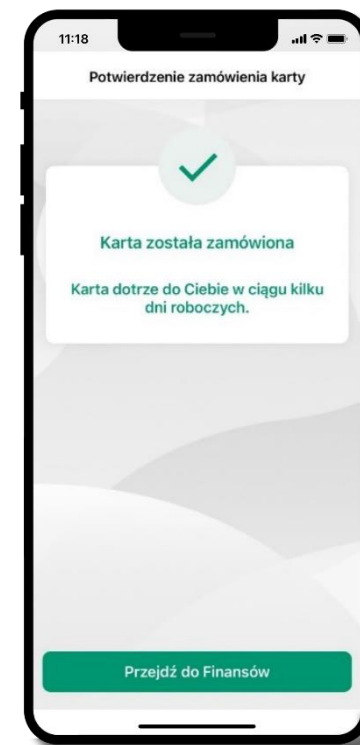 11:18
Potwierdzenie zamówienia karty
Karta została zamówiona
Karta dotrze do Ciebie w ciągu kilku
dni roboczych.
Przejdź do Finansów